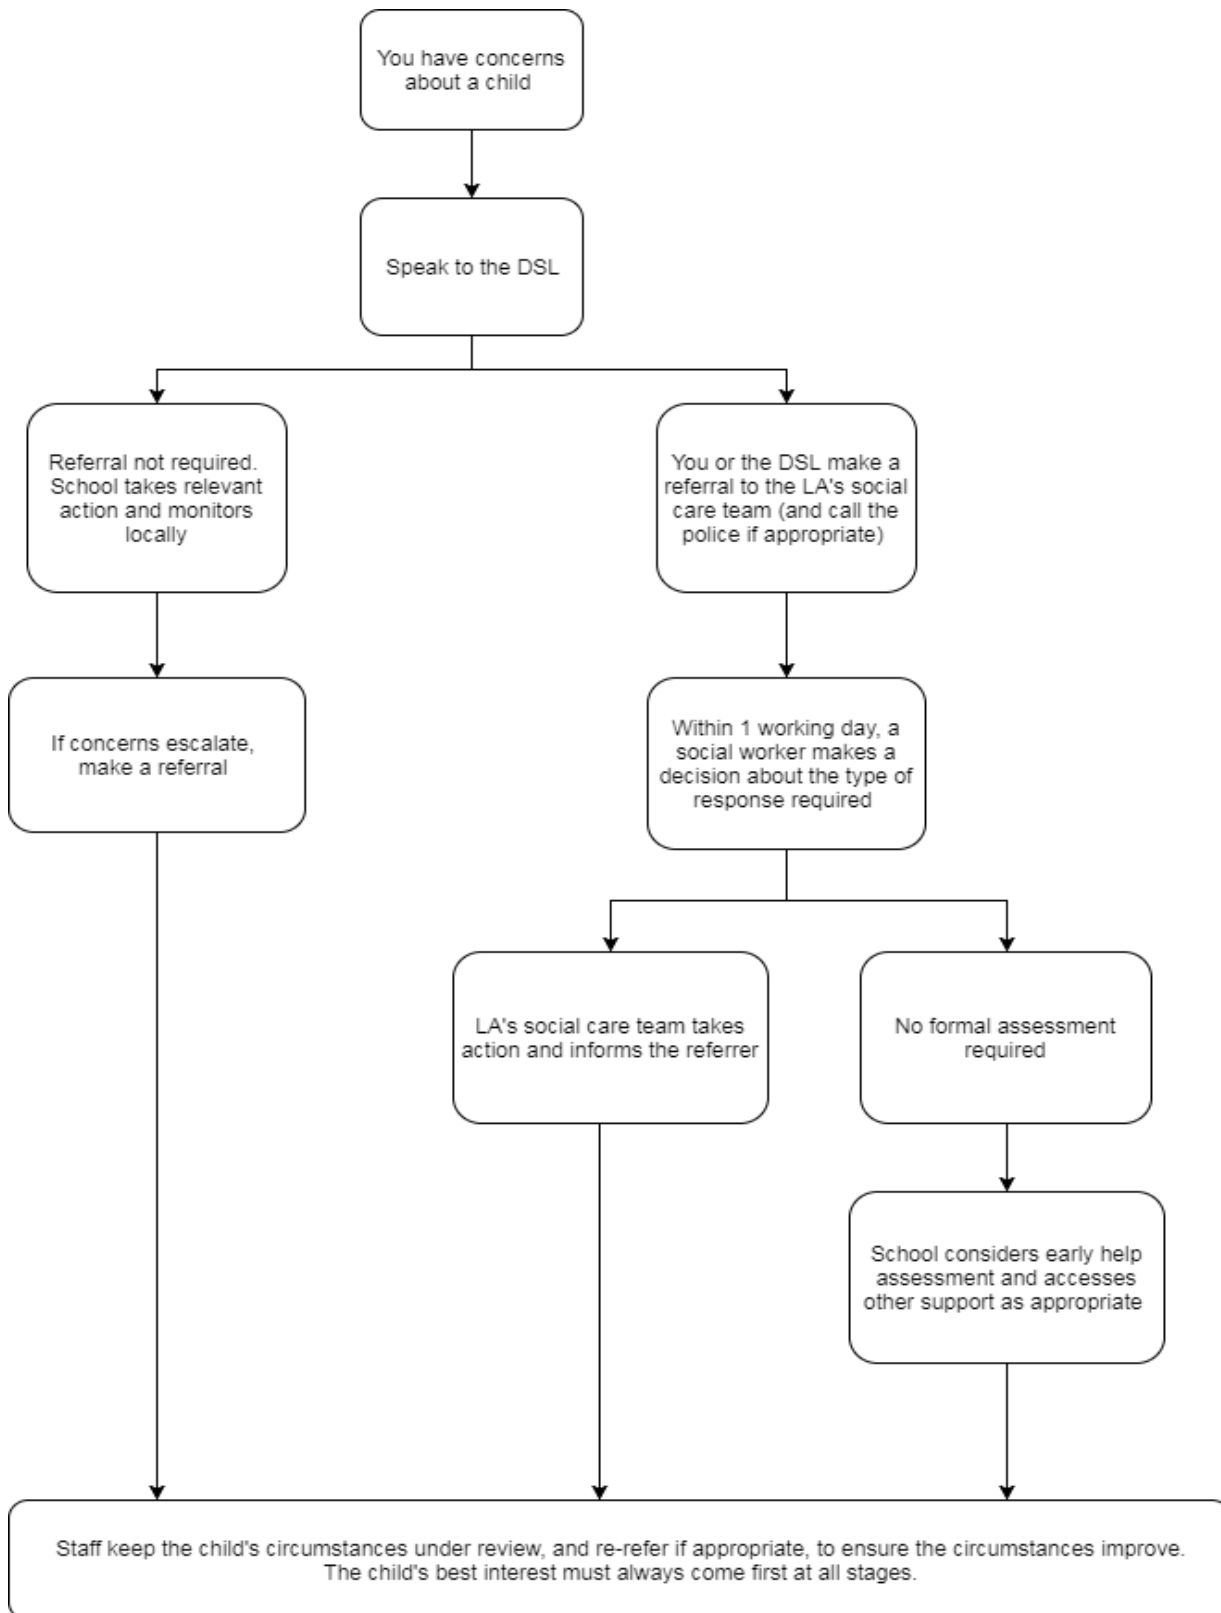 You have concerns
about a child
Speak to the DSL
Referral not required.
School takes relevant
action and monitors
locally
You or the DSL make a
referral to the LA's social
care team (and call the
police if appropriate)
If concerns escalate,
make a referral
Within 1 working day, a
social worker makes a
decision about the type of
response required
LA's social care team takes
action and informs the referrer
No formal assessment
required
School considers early help
assessment and accesses
other support as appropriate
Staff keep the child's circumstances under review, and re-refer if appropriate, to ensure the circumstances improve.
The child's best interest must always come first at all stages.